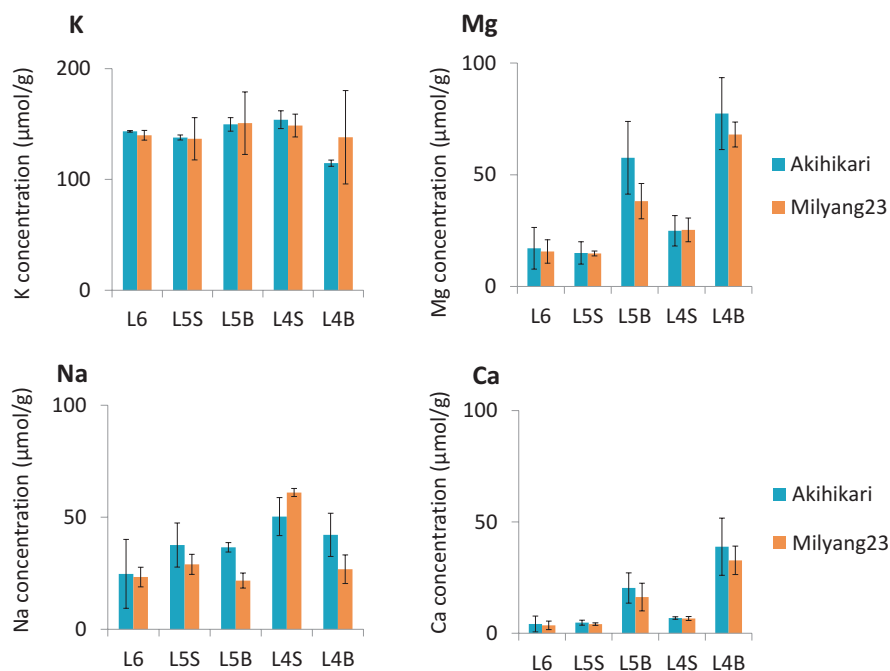 K
K concentration (μmol/g)
200
100
0
L6 L5S L5B L4S L4B
Mg
Mg concentration (μmol/g)
100
50
0
L6 L5S L5B L4S L4B
Akihikari
Milyang23
Na
Na concentration (μmol/g)
100
50
0
L6 L5S L5B L4S L4B
Ca
Ca concentration (μmol/g)
100
50
0
L6 L5S L5B L4S L4B
Akihikari
Milyang23